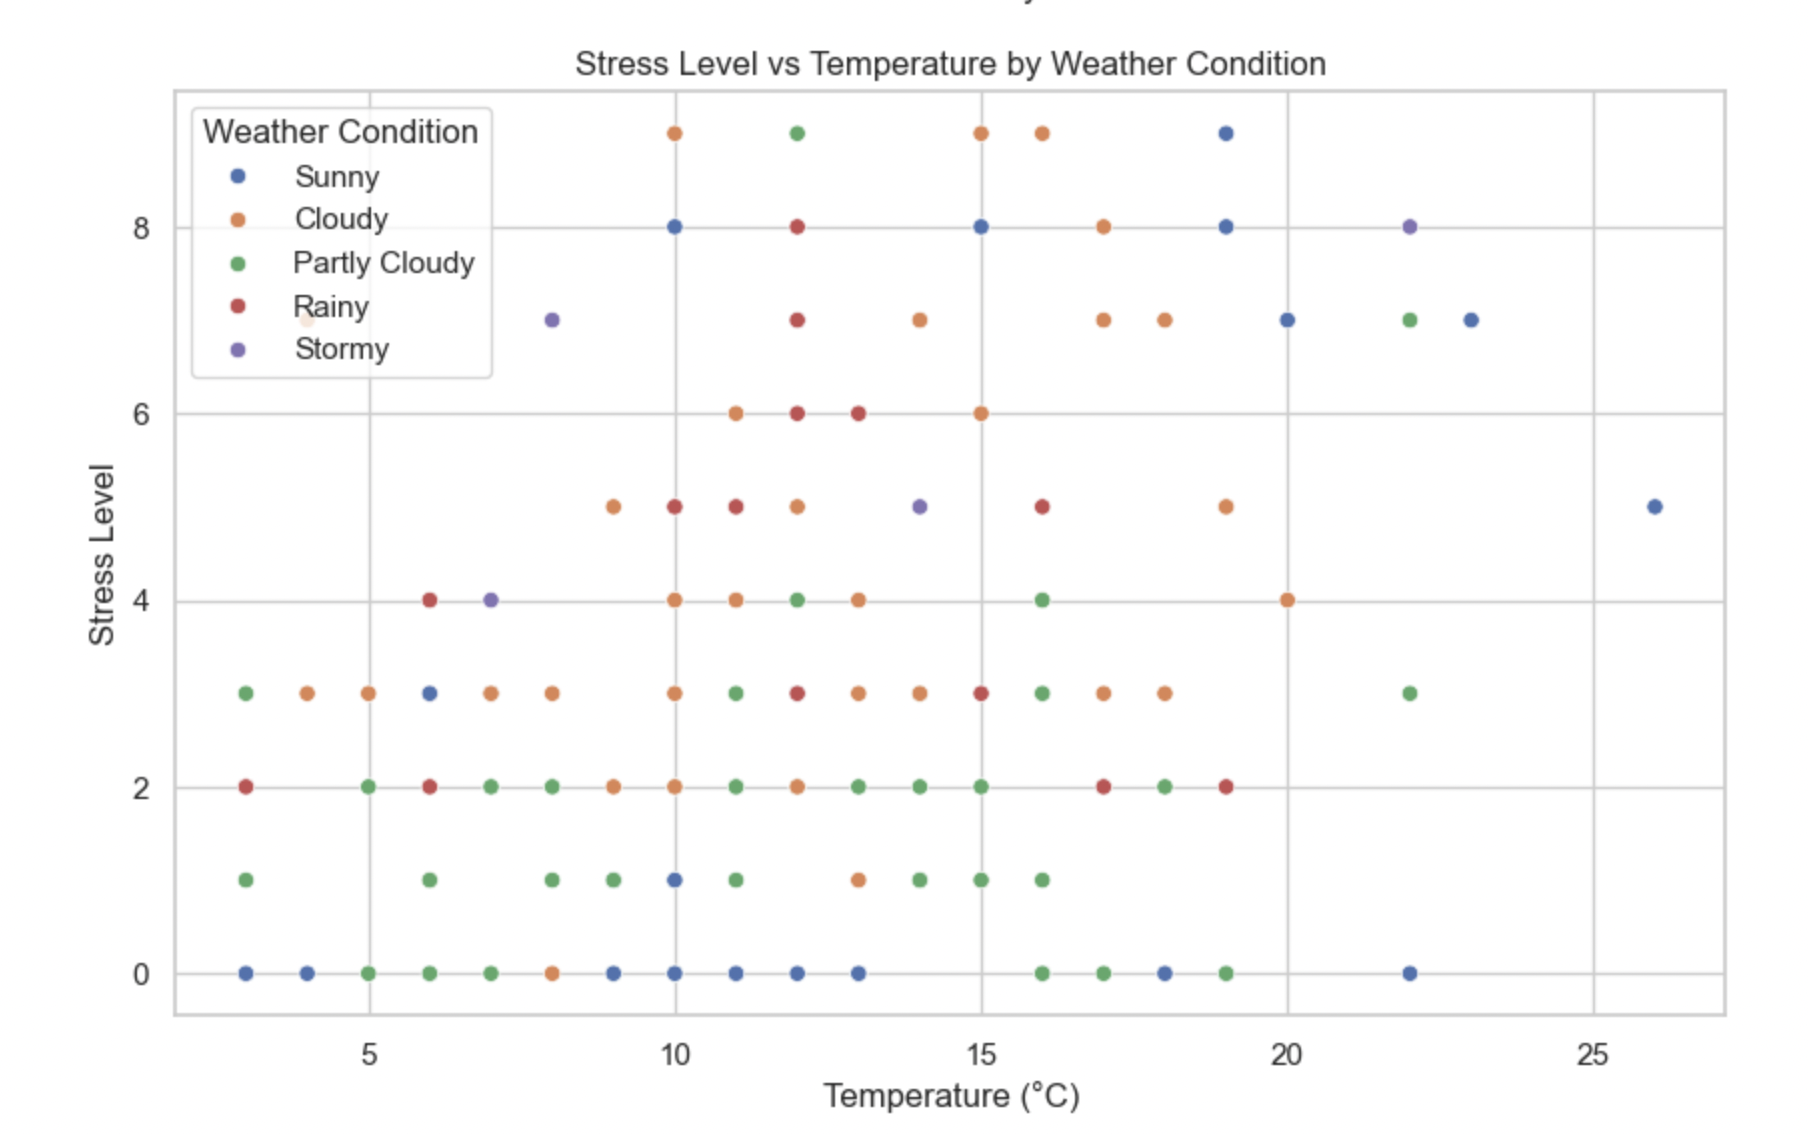 Stress Level vs Temperature by Weather Condition
Weather Condition
Sunny
Cloudy
Partly Cloudy
Rainy
Stormy
8
6
4
2
0
Stress Level
5 10 15 20 25
Temperature (°C)